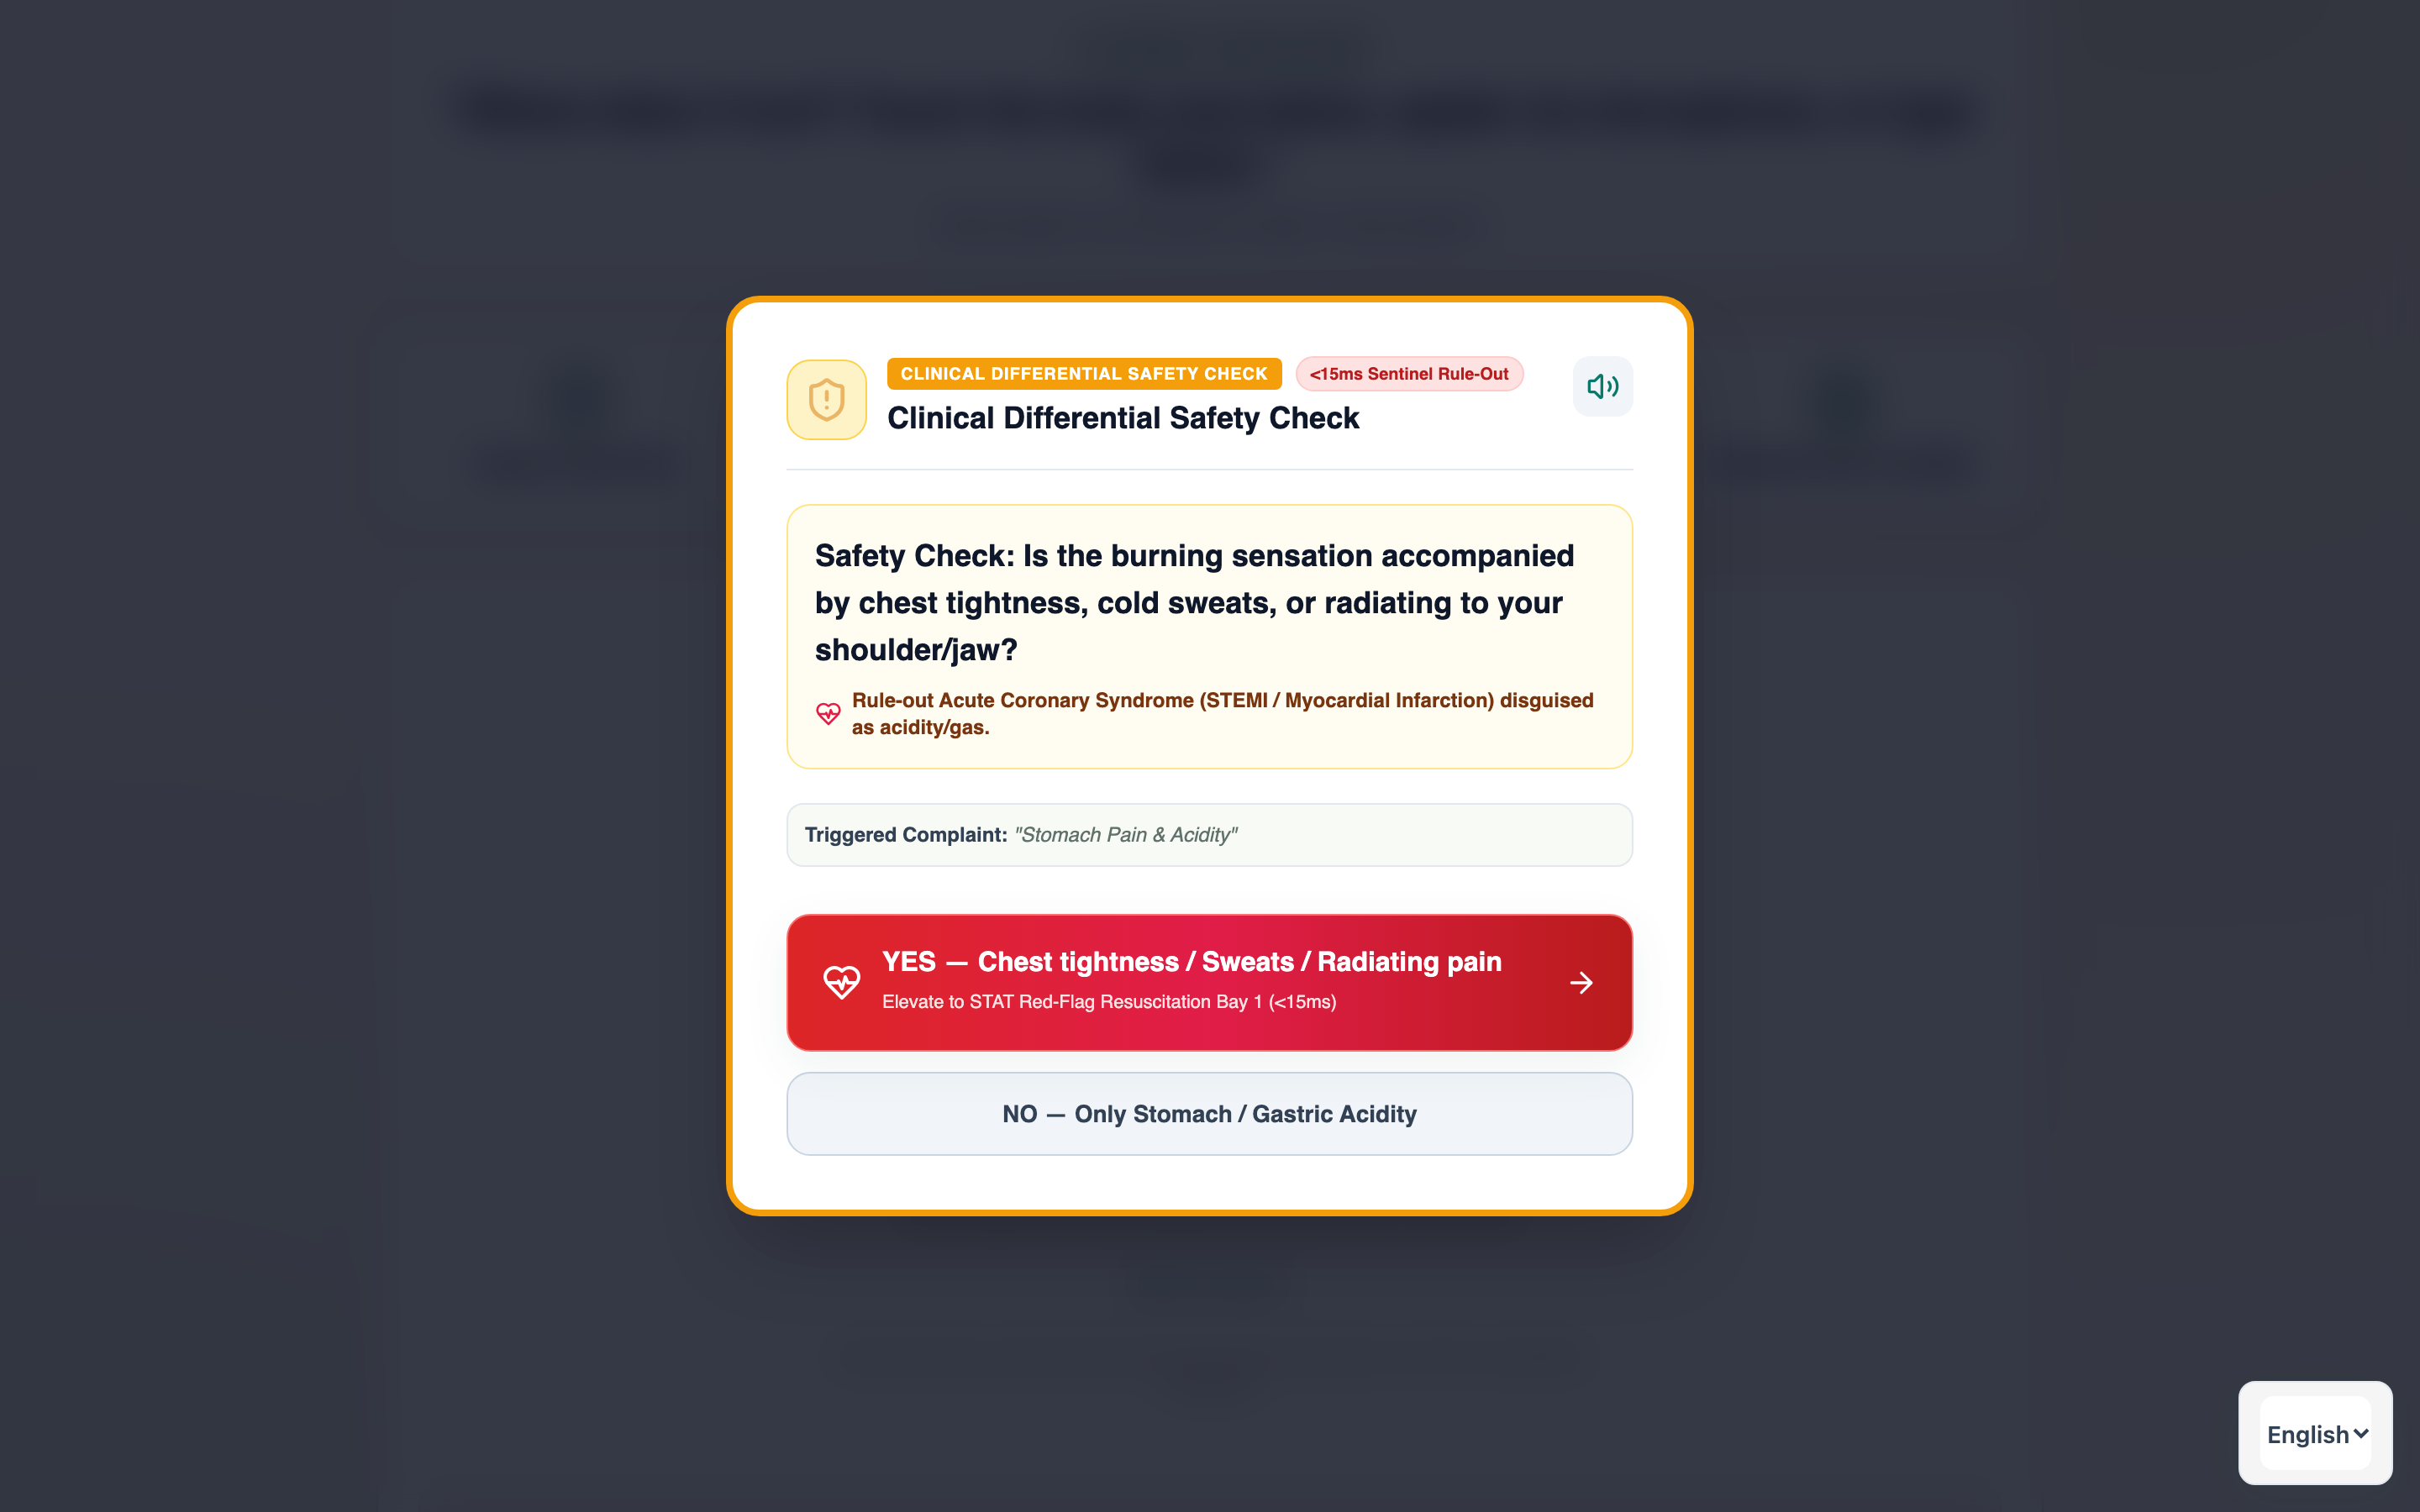 CLINICAL DIFFERENTIAL SAFETY CHECK
<15ms Sentinel Rule-Out
Clinical Differential Safety Check
Safety Check: Is the burning sensation accompanied
by chest tightness, cold sweats, or radiating to your
shoulder/jaw?
Rule-out Acute Coronary Syndrome (STEMI / Myocardial Infarction) disguised
as acidity/gas.
Triggered Complaint: "Stomach Pain & Acidity"
YES — Chest tightness / Sweats / Radiating pain
Elevate to STAT Red-Flag Resuscitation Bay 1 (<15ms)
NO — Only Stomach / Gastric Acidity
English